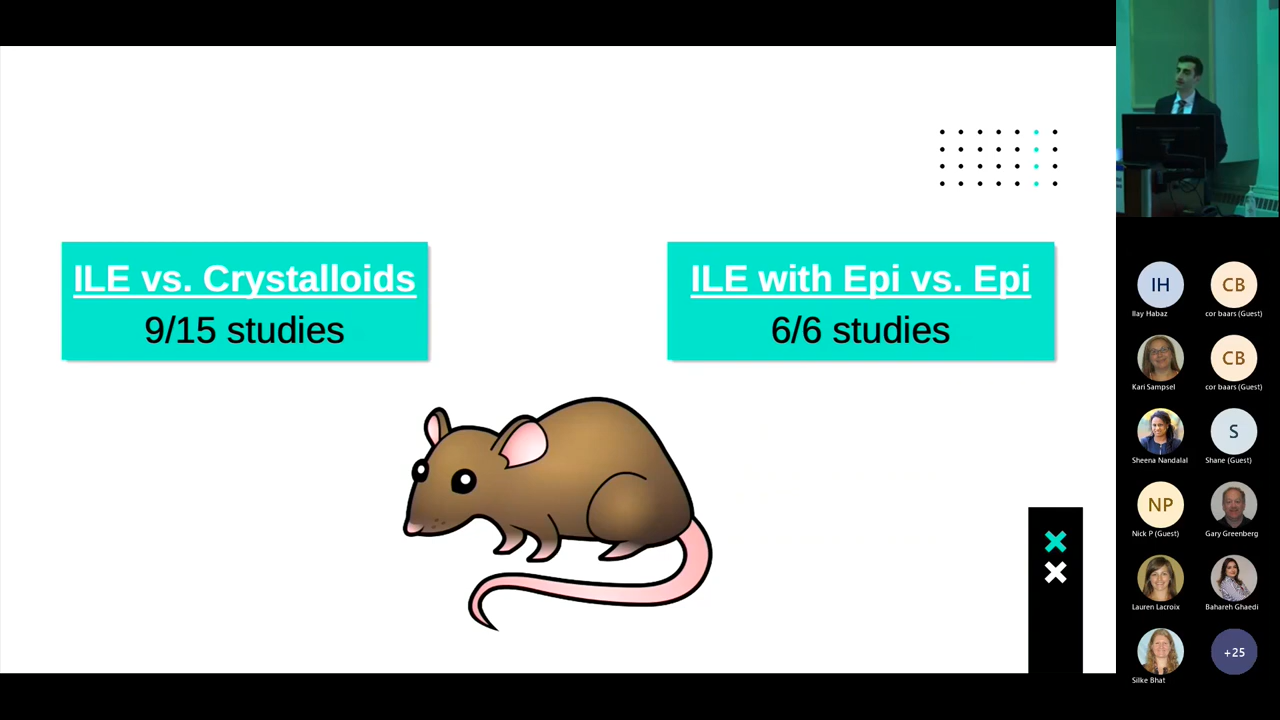 ILE vs. Crystalloids
9/15 studies
ILE with Epi vs. Epi
6/6 studies
IH
Ilay Habaz
CB
cor baars (Guest)
Kari Sampsel
CB
cor baars (Guest)
Sheena Nandalal
S
Shane (Guest)
NP
Nick P (Guest)
Gary Greenberg
Lauren Lacroix
Bahareh Ghaedi
Silke Bhat
+25